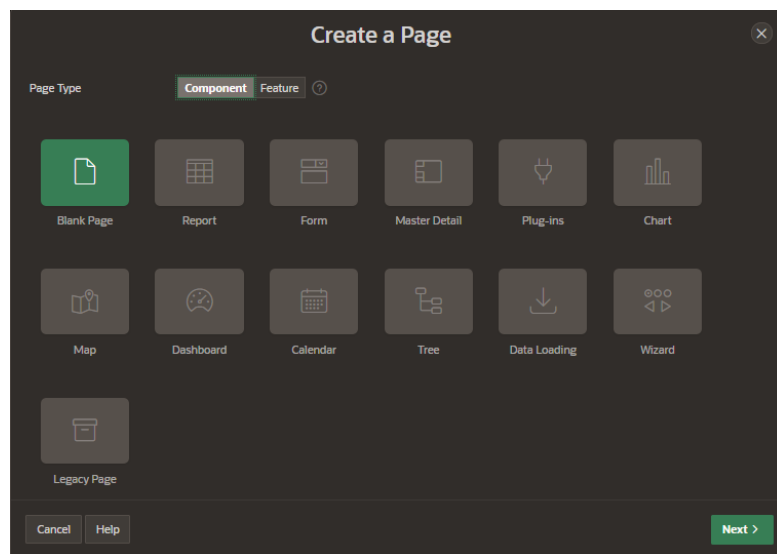 Create a Page
Page Type Component Feature
Blank Page Report Form Master Detail Plug-ins Chart
Map Dashboard Calendar Tree Data Loading Wizard
Legacy Page
Cancel Help Next